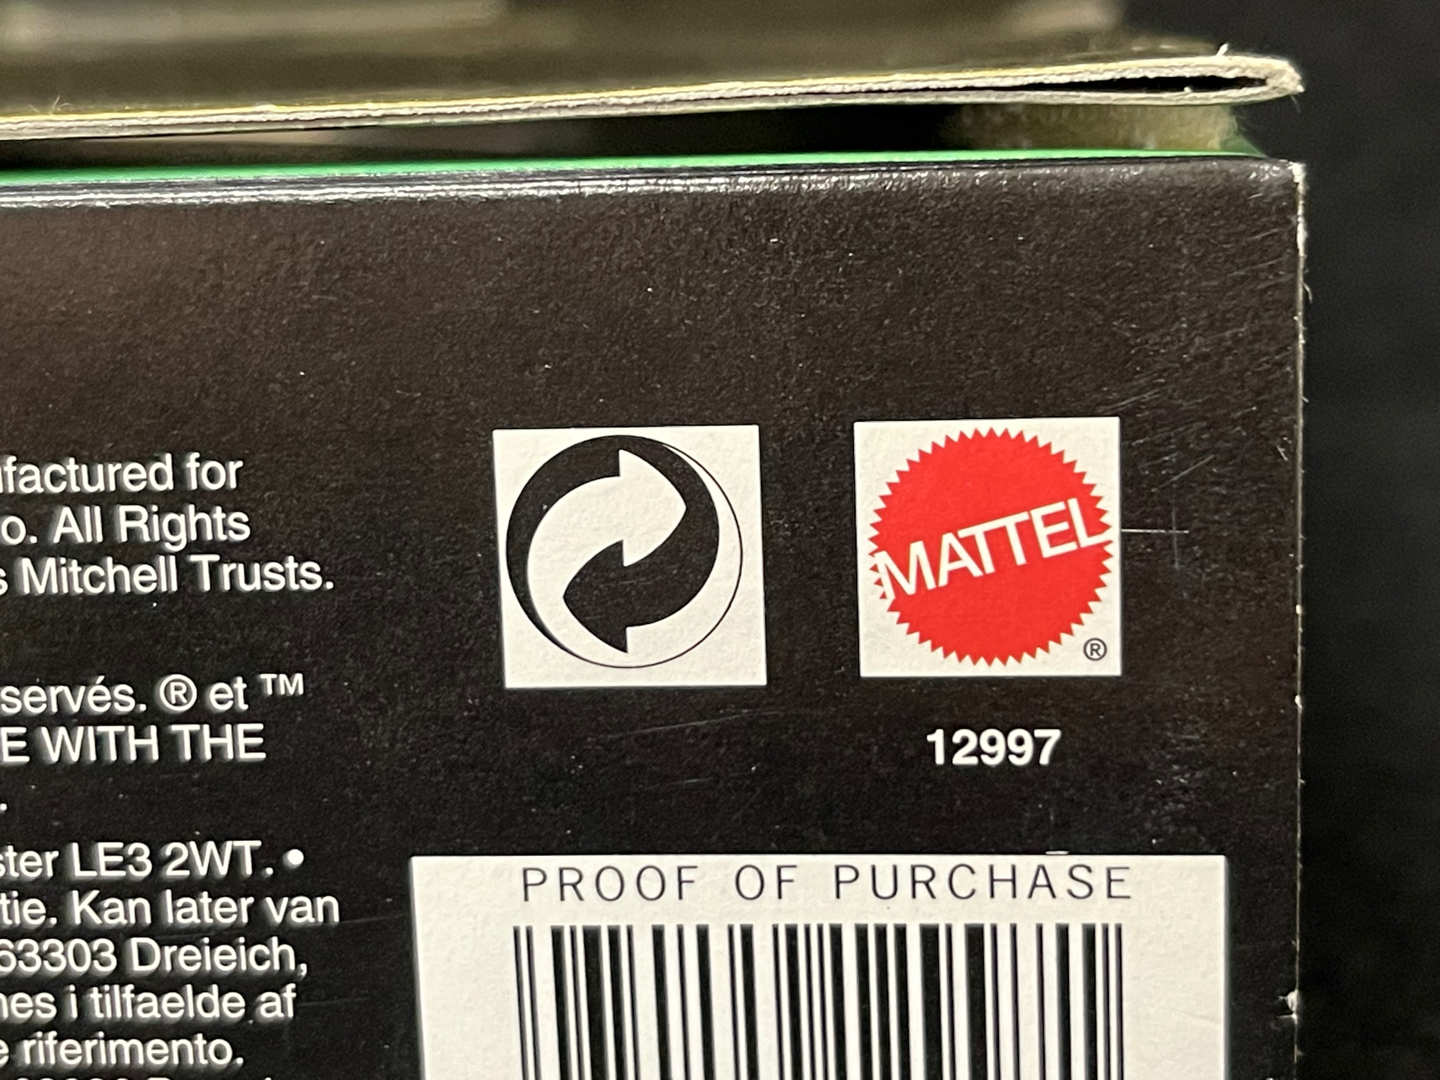 ufactured for
o. All Rights
s Mitchell Trusts.
servés. ® et ™
E WITH THE
.
ster LE3 2WT. •
tie. Kan later van
63303 Dreieich,
nes i tilfaelde af
e riferimento.
MATTEL
®
12997
PROOF OF PURCHASE